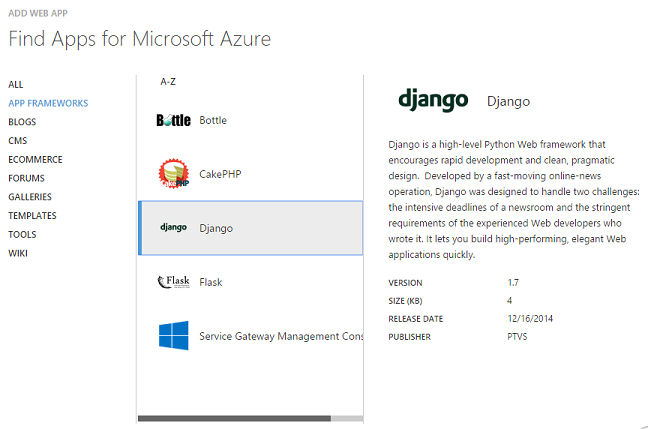 ADD WEB APP
Find Apps for Microsoft Azure
ALL
APP FRAMEWORKS
BLOGS
CMS
ECOMMERCE
FORUMS
GALLERIES
TEMPLATES
TOOLS
WIKI
A-Z
Bottle Bottle
CakePHP
django Django
Flask Flask
Service Gateway Management Cons
django Django
Django is a high-level Python Web framework that
encourages rapid development and clean, pragmatic
design. Developed by a fast-moving online-news
operation, Django was designed to handle two challenges:
the intensive deadlines of a newsroom and the stringent
requirements of the experienced Web developers who
wrote it. It lets you build high-performing, elegant Web
applications quickly.
VERSION 1.7
SIZE (KB) 4
RELEASE DATE 12/16/2014
PUBLISHER PTVS